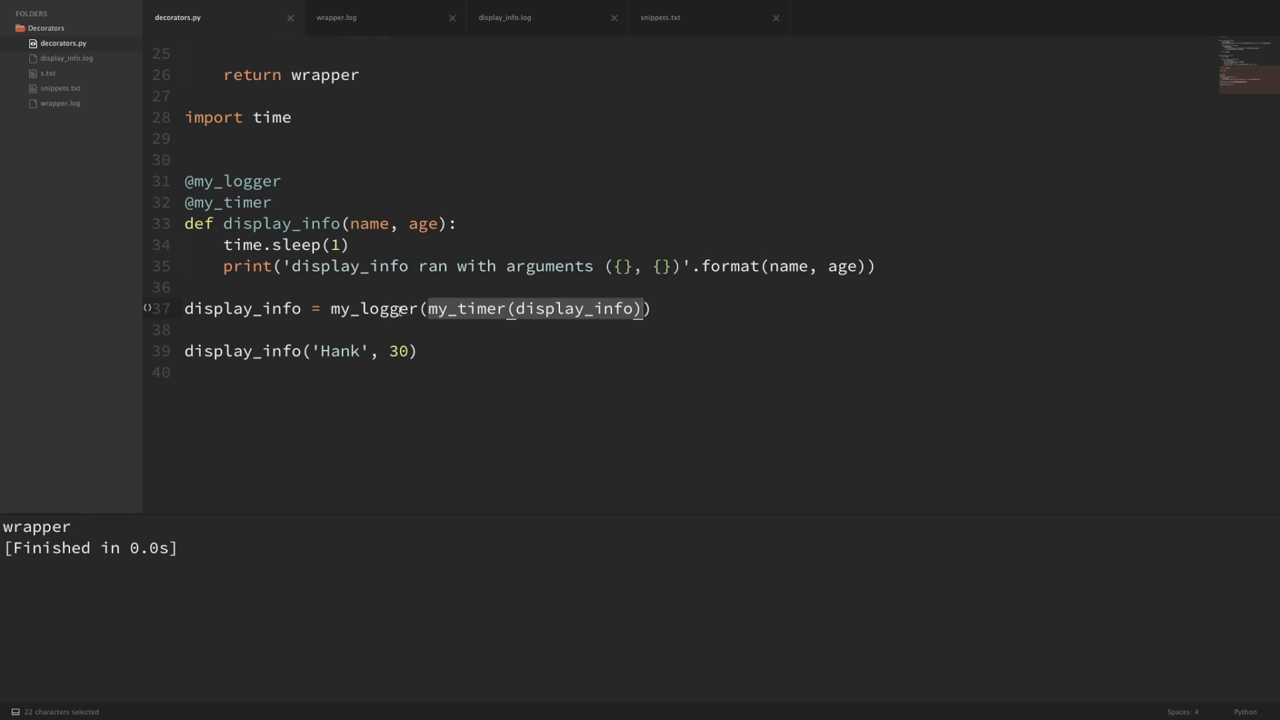 FOLDERS
Decorators
decorators.py
display_info.log
s.txt
snippets.txt
wrapper.log
decorators.py × wrapper.log × display_info.log × snippets.txt ×
25
26     return wrapper
27
28 import time
29
30
31 @my_logger
32 @my_timer
33 def display_info(name, age):
34     time.sleep(1)
35     print('display_info ran with arguments ({}, {})'.format(name, age))
36
37 display_info = my_logger(my_timer(display_info))
38
39 display_info('Hank', 30)
40
wrapper
[Finished in 0.0s]
22 characters selected Spaces: 4 Python